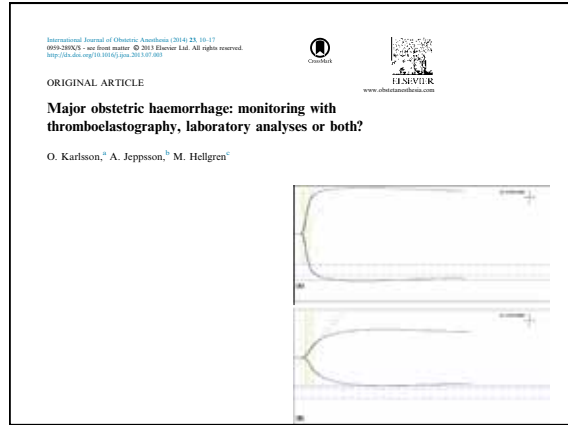 International Journal of Obstetric Anesthesia (2014) 23, 10–17
0959-289X/$ - see front matter © 2013 Elsevier Ltd. All rights reserved.
http://dx.doi.org/10.1016/j.ijoa.2013.07.003
CrossMark
ELSEVIER
www.obstetanesthesia.com
ORIGINAL ARTICLE
Major obstetric haemorrhage: monitoring with
thromboelastography, laboratory analyses or both?
O. Karlsson,a A. Jeppsson,b M. Hellgrenc